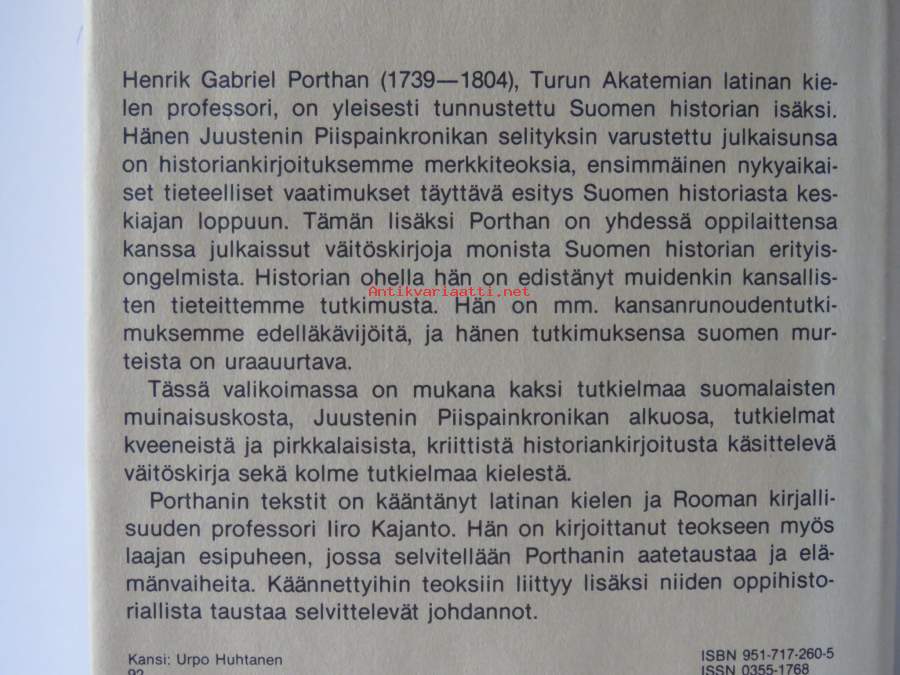 Henrik Gabriel Porthan (1739—1804), Turun Akatemian latinan kie-
len professori, on yleisesti tunnustettu Suomen historian isäksi.
Hänen Juustenin Piispainkronikan selityksin varustettu julkaisunsa
on historiankirjoituksemme merkkiteoksia, ensimmäinen nykyaikai-
set tieteelliset vaatimukset täyttävä esitys Suomen historiasta kes-
kiajan loppuun. Tämän lisäksi Porthan on yhdessä oppilaittensa
kanssa julkaissut väitöskirjoja monista Suomen historian erityis-
ongelmista. Historian ohella hän on edistänyt muidenkin kansallis-
Antikvariaatti.net
ten tieteittemme tutkimusta. Hän on mm. kansanrunoudentutki-
muksemme edelläkävijöitä, ja hänen tutkimuksensa suomen mur-
teista on uraauurtava.
Tässä valikoimassa on mukana kaksi tutkielmaa suomalaisten
muinaisuskosta, Juustenin Piispainkronikan alkuosa, tutkielmat
kveeneistä ja pirkkalaisista, kriittistä historiankirjoitusta käsittelevä
väitöskirja sekä kolme tutkielmaa kielestä.
Porthanin tekstit on kääntänyt latinan kielen ja Rooman kirjalli-
suuden professori Iiro Kajanto. Hän on kirjoittanut teokseen myös
laajan esipuheen, jossa selvitellään Porthanin aatetaustaa ja elä-
mänvaiheita. Käännettyihin teoksiin liittyy lisäksi niiden oppihisto-
riallista taustaa selvittelevät johdannot.
Kansi: Urpo Huhtanen
92
ISBN 951-717-260-5
ISSN 0355-1768